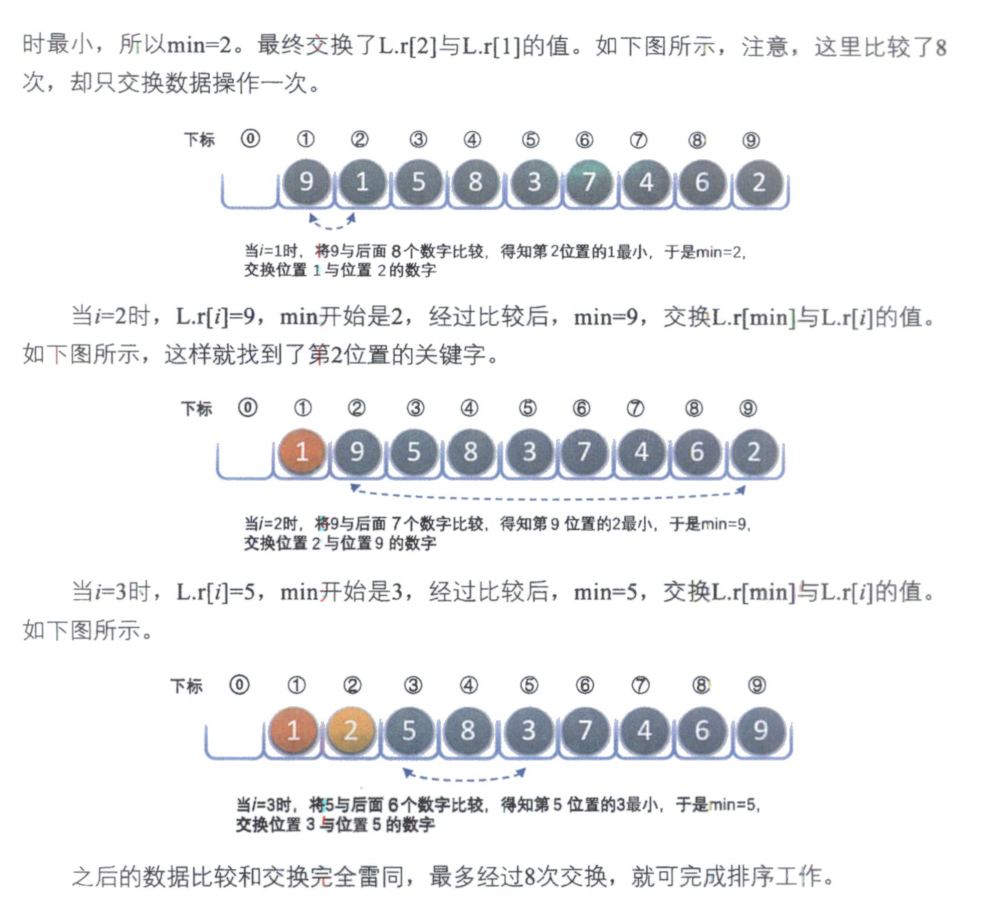 时最小，所以min=2。最终交换了L.r[2]与L.r[1]的值。如下图所示，注意，这里比较了8
次，却只交换数据操作一次。
下标 ⓪ ① ② ③ ④ ⑤ ⑥ ⑦ ⑧ ⑨
9 1 5 8 3 7 4 6 2
当i=1时，将9与后面 8 个数字比较，得知第 2位置的1最小，于是min=2,
交换位置 1 与位置 2 的数字
当i=2时，L.r[i]=9，min开始是2，经过比较后，min=9，交换L.r[min]与L.r[i]的值。
如下图所示，这样就找到了第2位置的关键字。
下标 ⓪ ① ② ③ ④ ⑤ ⑥ ⑦ ⑧ ⑨
1 9 5 8 3 7 4 6 2
当i=2时，将9与后面 7 个数字比较，得知第 9 位置的2最小，于是min=9,
交换位置 2 与位置 9 的数字
当i=3时，L.r[i]=5，min开始是3，经过比较后，min=5，交换L.r[min]与L.r[i]的值。
如下图所示。
下标 ⓪ ① ② ③ ④ ⑤ ⑥ ⑦ ⑧ ⑨
1 2 5 8 3 7 4 6 9
当i=3时，将5与后面 6 个数字比较，得知第 5 位置的3最小，于是min=5,
交换位置 3 与位置 5 的数字
之后的数据比较和交换完全雷同，最多经过8次交换，就可完成排序工作。